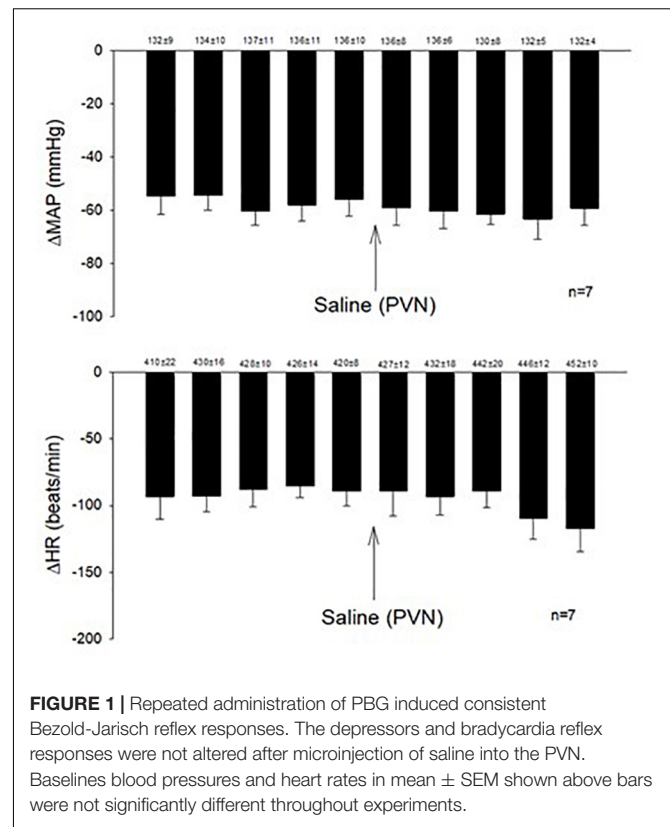 132±9 134±10 137±11 136±11 136±10 136±8 136±6 130±8 132±5 132±4
0
-20
-40
-60
-80
-100
ΔMAP (mmHg)
Saline (PVN)
n=7
410±22 430±16 428±10 426±14 420±8 427±12 432±18 442±20 446±12 452±10
0
-50
-100
-150
-200
ΔHR (beats/min)
Saline (PVN)
n=7
FIGURE 1 | Repeated administration of PBG induced consistent
Bezold-Jarisch reflex responses. The depressors and bradycardia reflex
responses were not altered after microinjection of saline into the PVN.
Baselines blood pressures and heart rates in mean ± SEM shown above bars
were not significantly different throughout experiments.